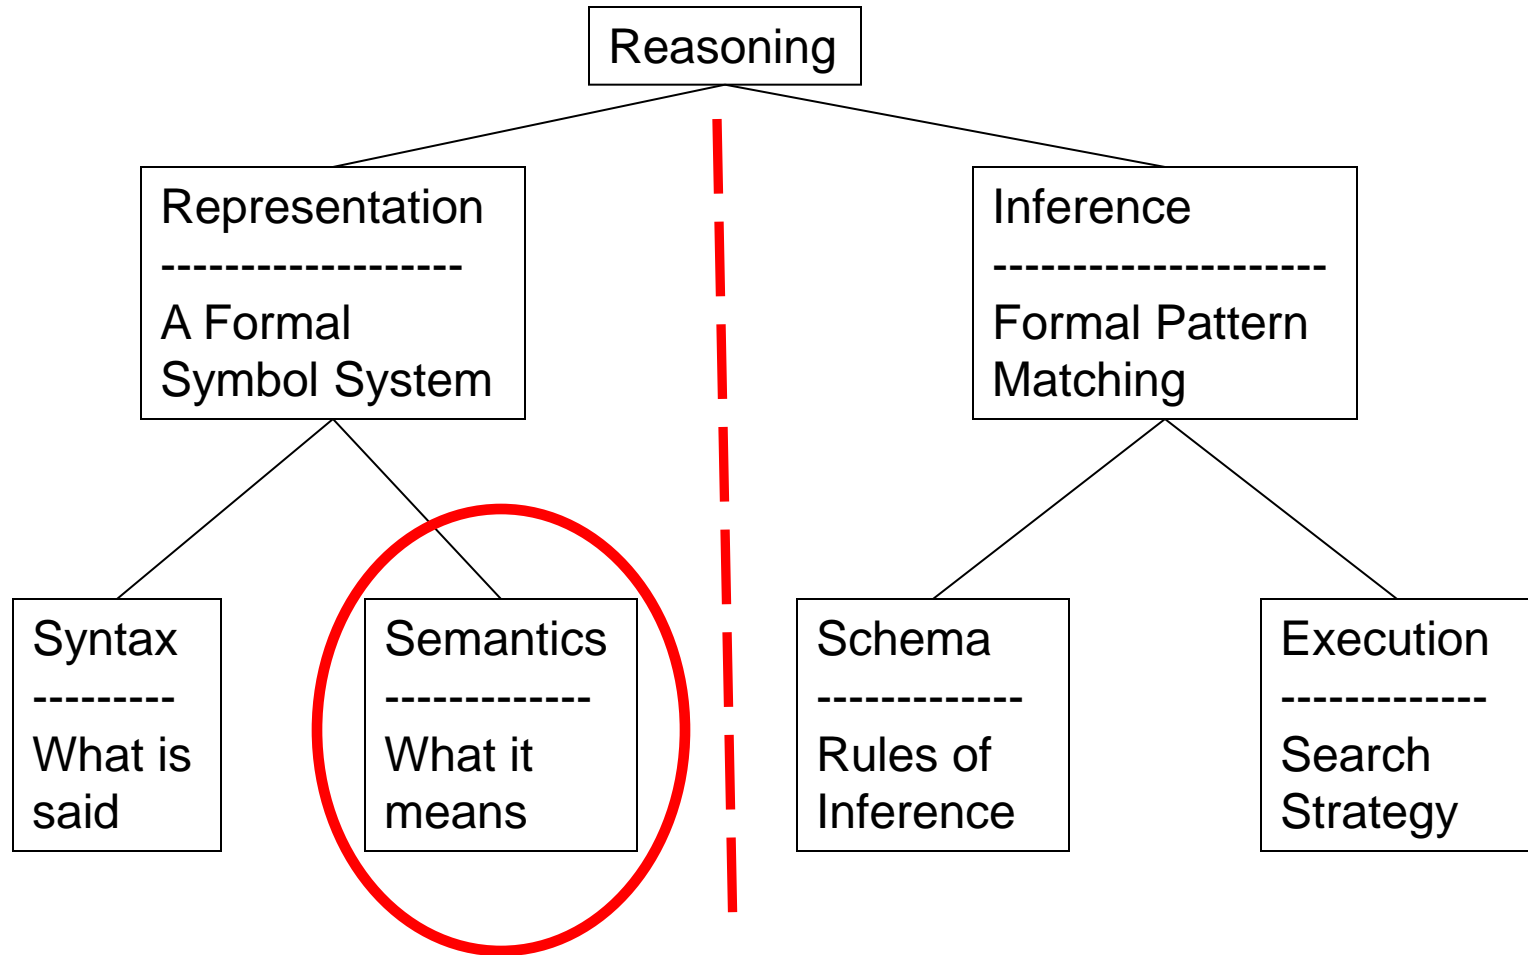 Reasoning
Representation
-------------------
A Formal
Symbol System
Inference
---------------------
Formal Pattern
Matching
Syntax
---------
What is
said
Semantics
-------------
What it
means
Schema
-------------
Rules of
Inference
Execution
-------------
Search
Strategy